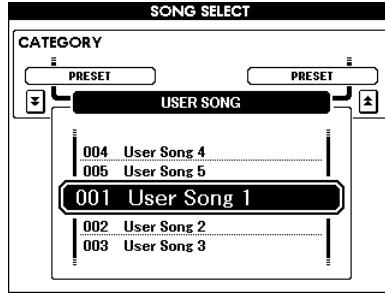 SONG SELECT
CATEGORY
PRESET PRESET
USER SONG
004 User Song 4
005 User Song 5
001 User Song 1
002 User Song 2
003 User Song 3